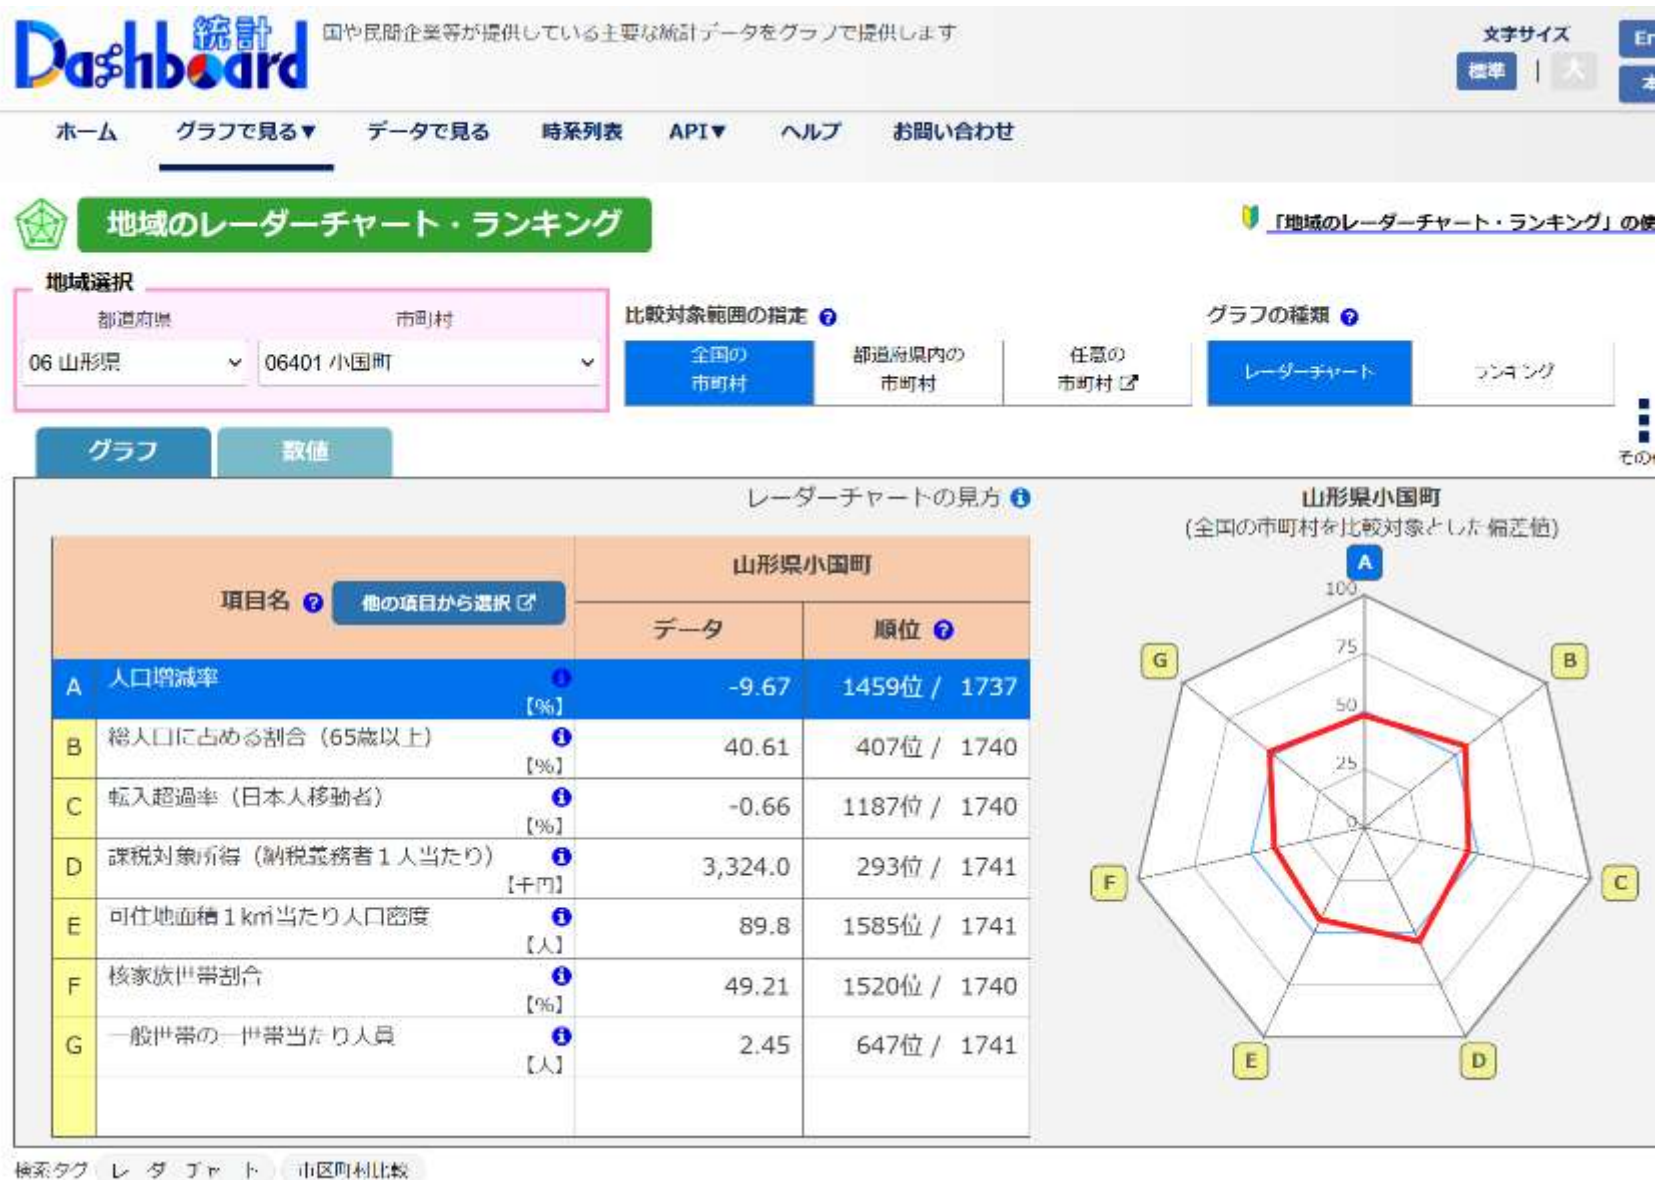 統計
Dashboard
国や民間企業等が提供している主要な統計データをグラフで提供します
文字サイズ
標準 | 大
ホーム グラフで見る▼ データで見る 時系列表 API▼ ヘルプ お問い合わせ
地域のレーダーチャート・ランキング
「地域のレーダーチャート・ランキング」の使
地域選択
都道府県 市町村
06 山形県 06401 小国町
比較対象範囲の指定
全国の市町村 都道府県内の市町村 任意の市町村
グラフの種類
レーダーチャート ランキング
グラフ 数値
レーダーチャートの見方
項目名 他の項目から選択
山形県小国町
データ 順位
A 人口増減率 【%】 -9.67 1459位 / 1737
B 総人口に占める割合（65歳以上） 【%】 40.61 407位 / 1740
C 転入超過率（日本人移動者） 【%】 -0.66 1187位 / 1740
D 課税対象所得（納税義務者１人当たり） 【千円】 3,324.0 293位 / 1741
E 可住地面積１k㎡当たり人口密度 【人】 89.8 1585位 / 1741
F 核家族世帯割合 【%】 49.21 1520位 / 1740
G 一般世帯の一世帯当たり人員 【人】 2.45 647位 / 1741
山形県小国町
(全国の市町村を比較対象とした偏差値)
A
100
75
50
25
0
G
B
F
C
E
D
検索タグ レーダーチャート 市区町村比較